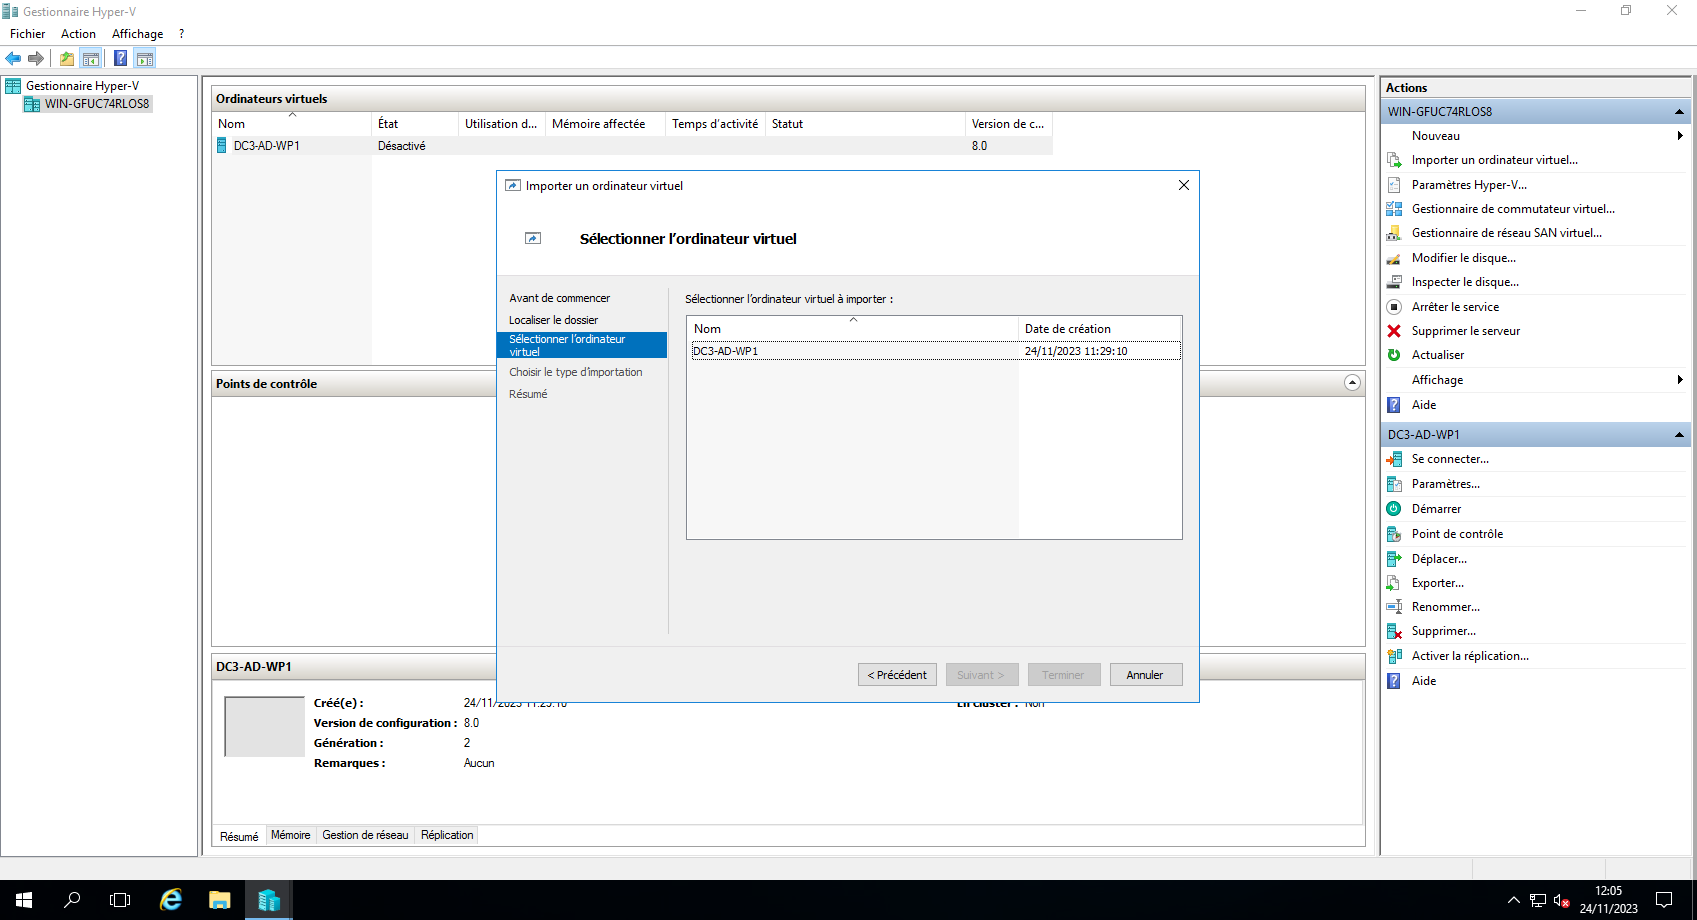 Gestionnaire Hyper-V
Fichier Action Affichage ?
Gestionnaire Hyper-V
WIN-GFUC74RLOS8
Ordinateurs virtuels
Nom État Utilisation d... Mémoire affectée Temps d'activité Statut Version de c...
DC3-AD-WP1 Désactivé 8.0
Points de contrôle
DC3-AD-WP1
Créé(e) : 24/11/2023 11:29:10 En cluster : Non
Version de configuration : 8.0
Génération : 2
Remarques : Aucun
Résumé Mémoire Gestion de réseau Réplication
Importer un ordinateur virtuel
Sélectionner l'ordinateur virtuel
Avant de commencer
Localiser le dossier
Sélectionner l'ordinateur
virtuel
Choisir le type d'importation
Résumé
Sélectionner l'ordinateur virtuel à importer :
Nom Date de création
DC3-AD-WP1 24/11/2023 11:29:10
< Précédent Suivant > Terminer Annuler
Actions
WIN-GFUC74RLOS8
Nouveau
Importer un ordinateur virtuel...
Paramètres Hyper-V...
Gestionnaire de commutateur virtuel...
Gestionnaire de réseau SAN virtuel...
Modifier le disque...
Inspecter le disque...
Arrêter le service
Supprimer le serveur
Actualiser
Affichage
Aide
DC3-AD-WP1
Se connecter...
Paramètres...
Démarrer
Point de contrôle
Déplacer...
Exporter...
Renommer...
Supprimer...
Activer la réplication...
Aide
12:05
24/11/2023